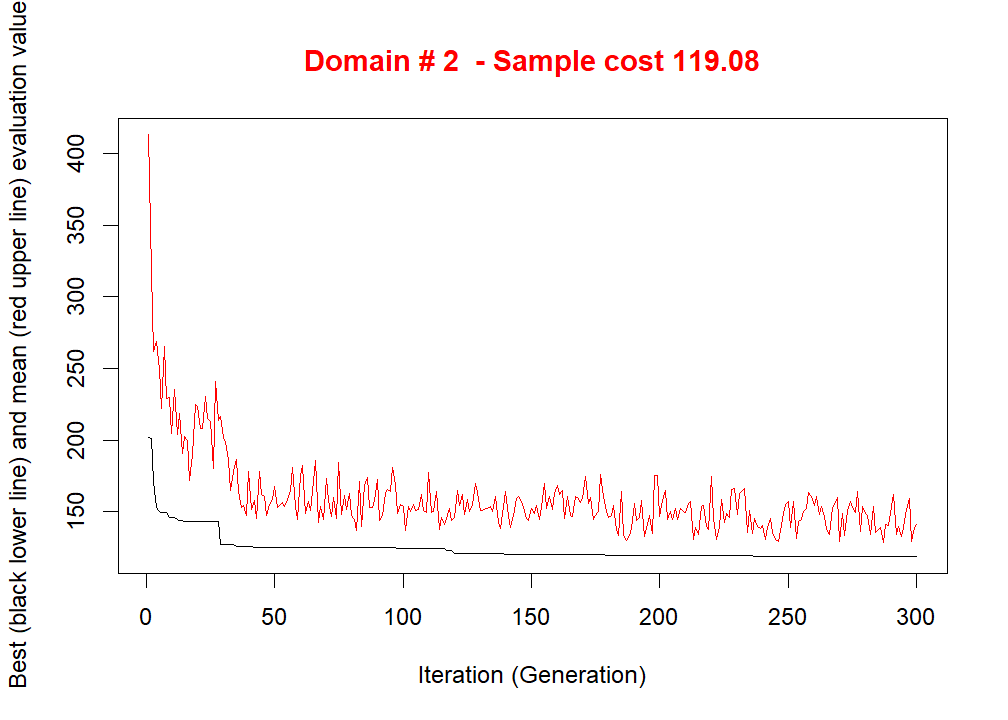 Domain # 2  - Sample cost 119.08
Best (black lower line) and mean (red upper line) evaluation value
400
350
300
250
200
150
0 50 100 150 200 250 300
Iteration (Generation)